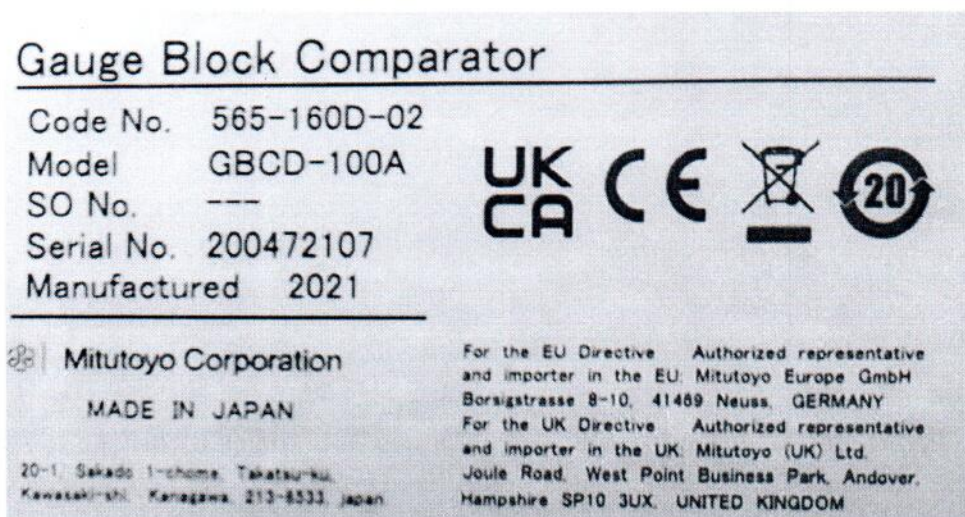 Gauge Block Comparator
Code No. 565-160D-02
Model GBCD-100A
SO No. ---
Serial No. 200472107
Manufactured 2021
UK
CA
CE
20
Mitutoyo Corporation
MADE IN JAPAN
20-1, Sakado 1-chome, Takatsu-ku,
Kawasaki-shi, Kanagawa 213-8533, Japan
For the EU Directive Authorized representative
and importer in the EU: Mitutoyo Europe GmbH
Borsigstrasse 8-10, 41469 Neuss, GERMANY
For the UK Directive Authorized representative
and importer in the UK: Mitutoyo (UK) Ltd.
Joule Road, West Point Business Park, Andover,
Hampshire SP10 3UX, UNITED KINGDOM